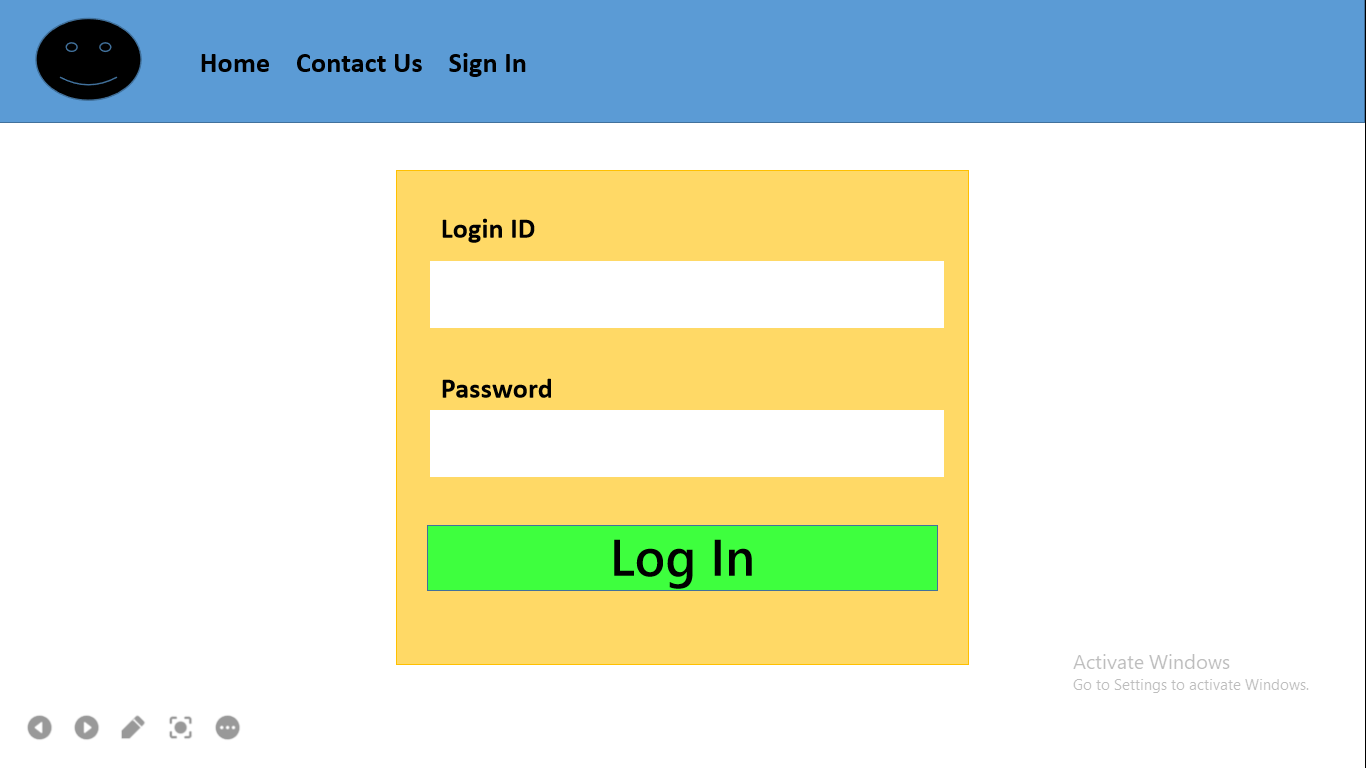 Home Contact Us Sign In
Login ID
Password
Log In
Activate Windows
Go to Settings to activate Windows.